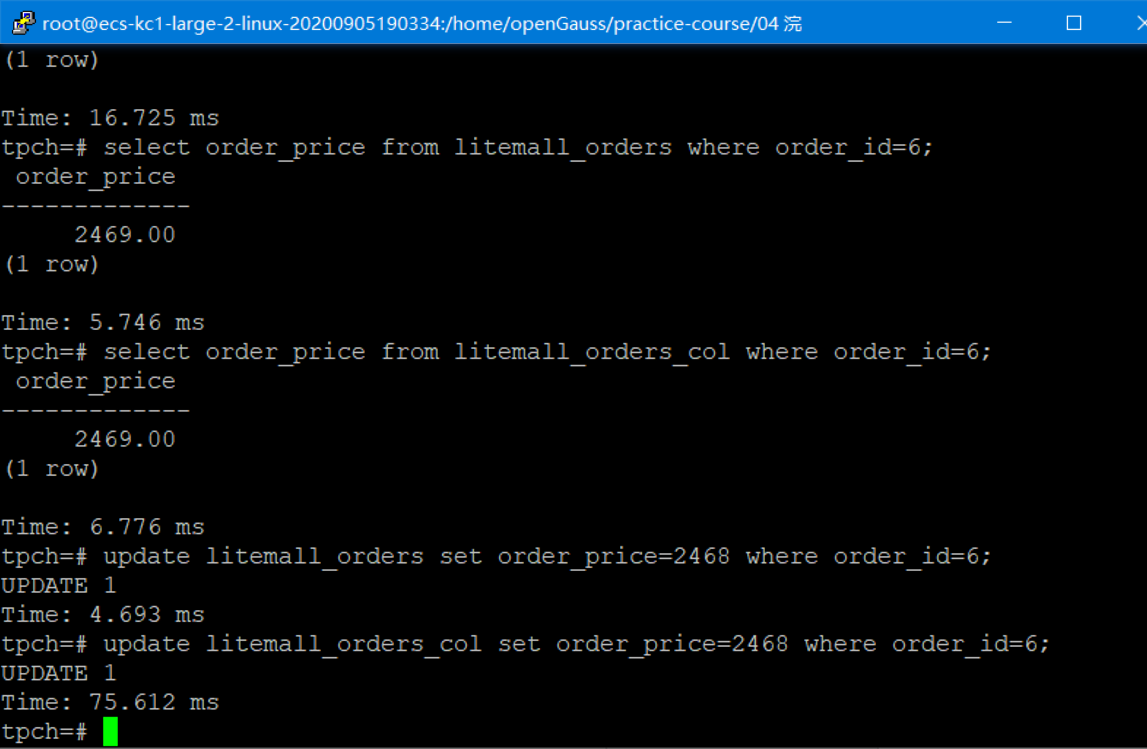 root@ecs-kc1-large-2-linux-20200905190334:/home/openGauss/practice-course/04 浣
(1 row)
Time: 16.725 ms
tpch=# select order_price from litemall_orders where order_id=6;
order_price
-------------
2469.00
(1 row)
Time: 5.746 ms
tpch=# select order_price from litemall_orders_col where order_id=6;
order_price
-------------
2469.00
(1 row)
Time: 6.776 ms
tpch=# update litemall_orders set order_price=2468 where order_id=6;
UPDATE 1
Time: 4.693 ms
tpch=# update litemall_orders_col set order_price=2468 where order_id=6;
UPDATE 1
Time: 75.612 ms
tpch=#